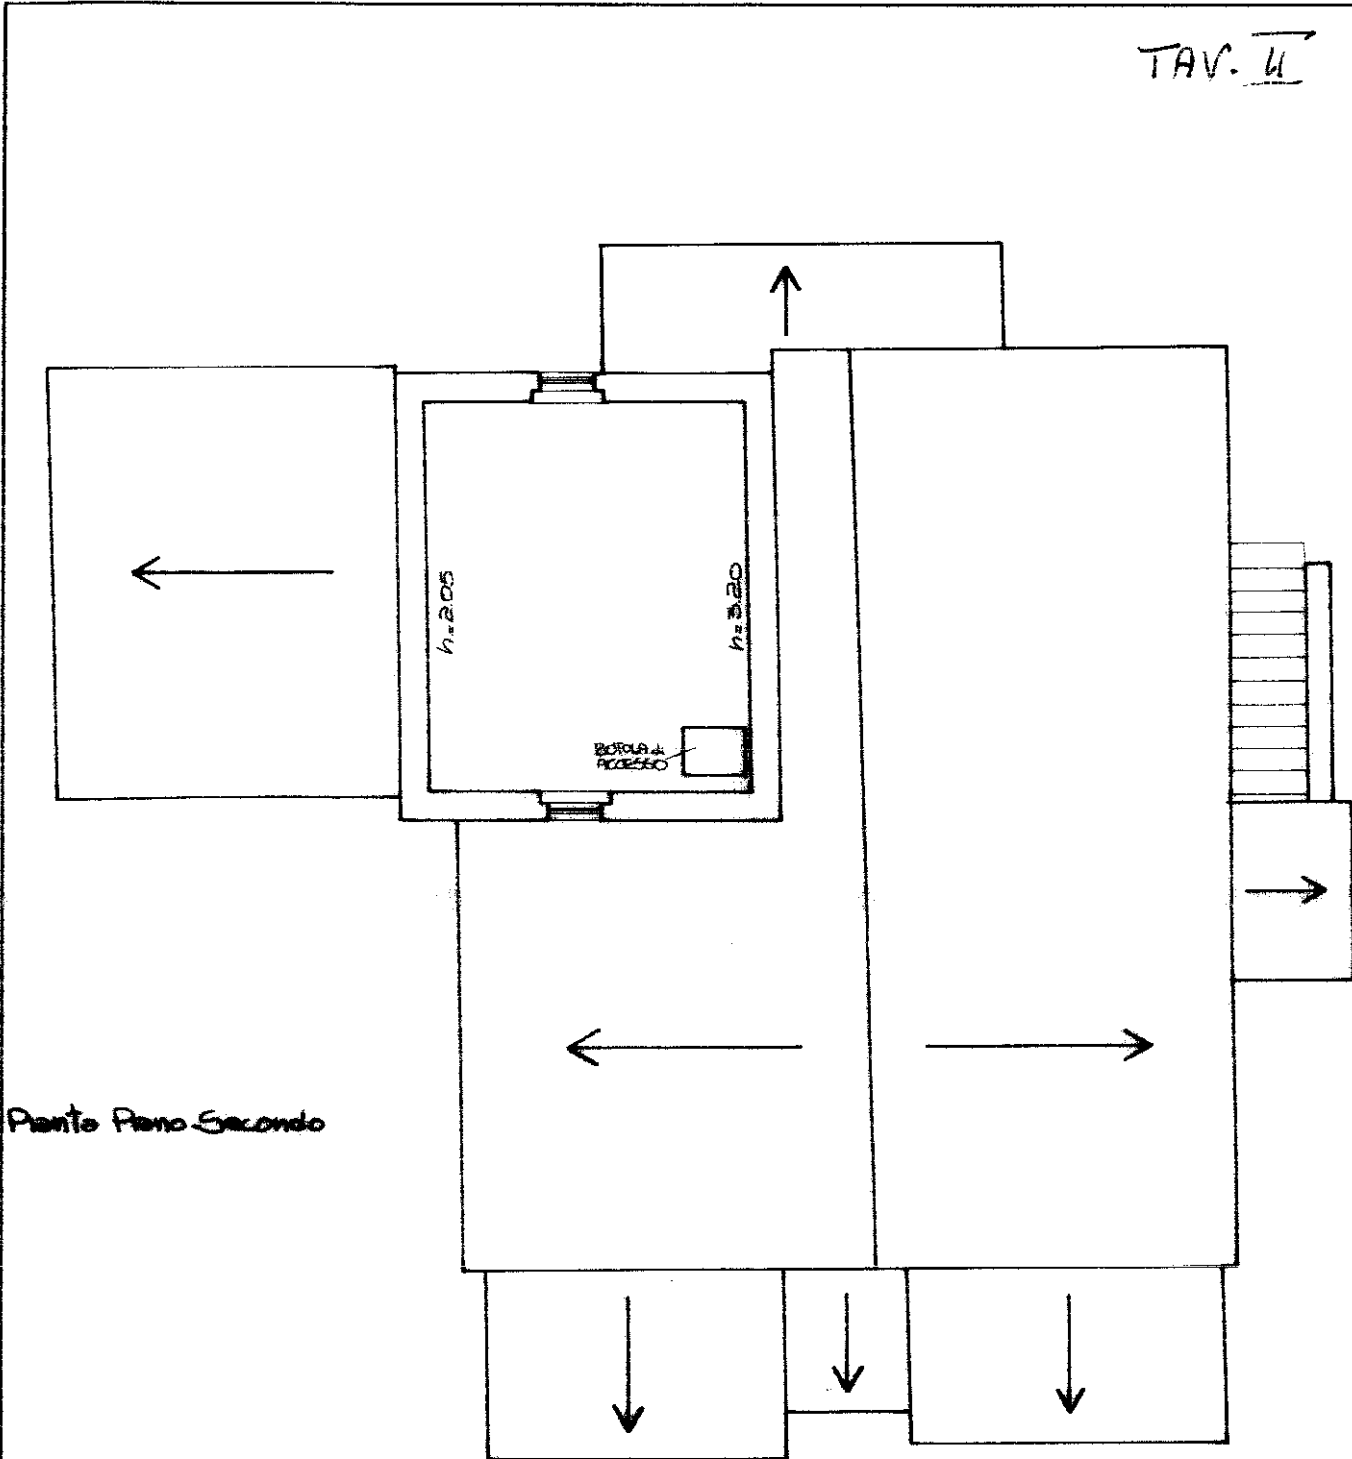 TAV. II
h=2.05
h=3.20
BOTOLA di
ACCESSO
Pianta Piano Secondo